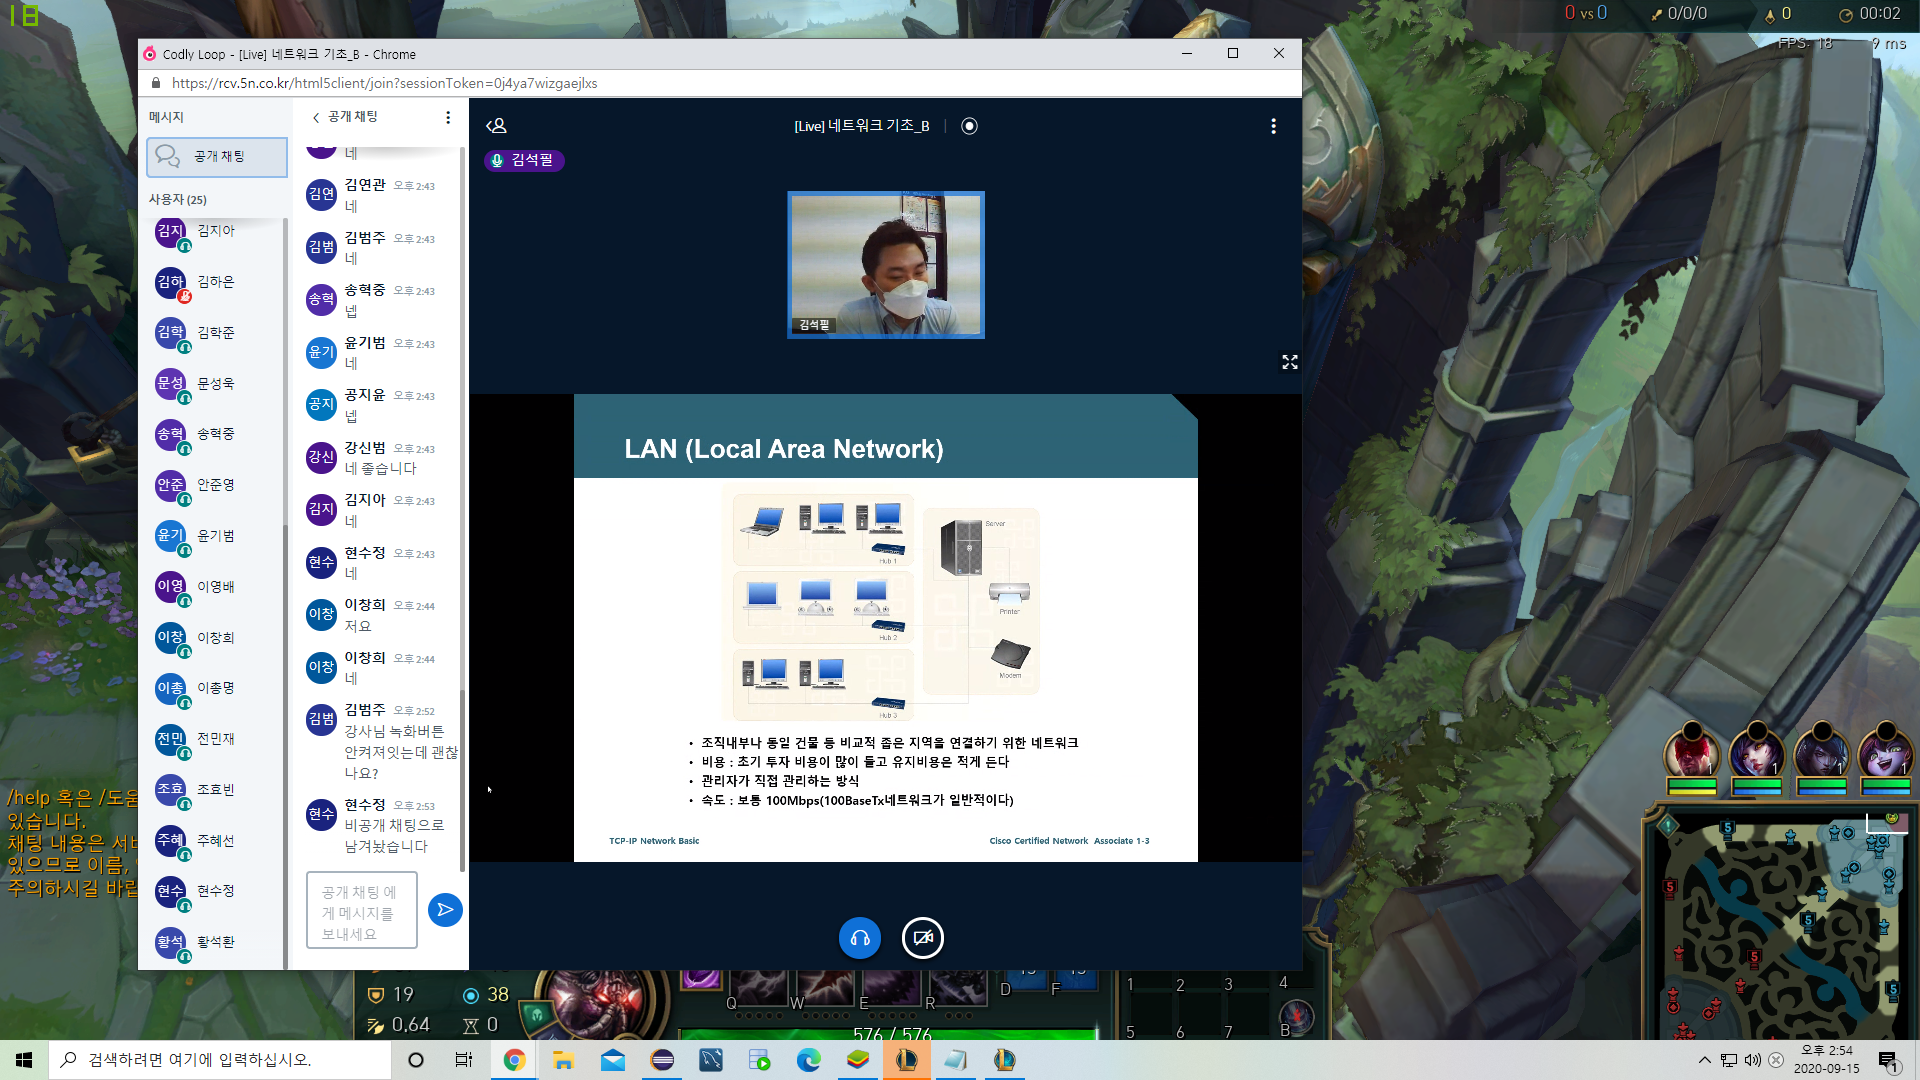 18
0 vs 0
0/0/0
0
00:02
FPS: 18
9 ms
Codly Loop - [Live] 네트워크 기초_B - Chrome
https://rcv.5n.co.kr/html5client/join?sessionToken=0j4ya7wizgaejlxs
메시지
공개 채팅
사용자 (25)
김지 김지아
김하 김하은
김학 김학준
문성 문성욱
송혁 송혁중
안준 안준영
윤기 윤기범
이영 이영배
이창 이창희
이총 이총명
전민 전민재
조효 조효빈
주혜 주혜선
현수 현수정
황석 황석환
공개 채팅
네
김연 김연관 오후 2:43
네
김범 김범주 오후 2:43
네
송혁 송혁중 오후 2:43
넵
윤기 윤기범 오후 2:43
네
공지 공지윤 오후 2:43
넵
강신 강신범 오후 2:43
네 좋습니다
김지 김지아 오후 2:43
네
현수 현수정 오후 2:43
네
이창 이창희 오후 2:44
저요
이창 이창희 오후 2:44
네
김범 김범주 오후 2:52
강사님 녹화버튼
안켜져잇는데 괜찮
나요?
현수 현수정 오후 2:53
비공개 채팅으로
남겨놨습니다
공개 채팅 에
게 메시지를
보내세요
[Live] 네트워크 기초_B
김석필
김석필
LAN (Local Area Network)
Server
Hub 1
Printer
Hub 2
Modem
Hub 3
• 조직내부나 동일 건물 등 비교적 좁은 지역을 연결하기 위한 네트워크
• 비용 : 초기 투자 비용이 많이 들고 유지비용은 적게 든다
• 관리자가 직접 관리하는 방식
• 속도 : 보통 100Mbps(100BaseTx네트워크가 일반적이다)
TCP-IP Network Basic
Cisco Certified Network Associate 1-3
/help 혹은 /도움
있습니다.
채팅 내용은 서버
있으므로 이름,
주의하시길 바랍
19
38
0.64
0
Q W E R D F
576 / 576
1 2 3 4
5 6 7 B
1 1 1 1
5
5
5
5
5
검색하려면 여기에 입력하십시오.
오후 2:54
2020-09-15
1